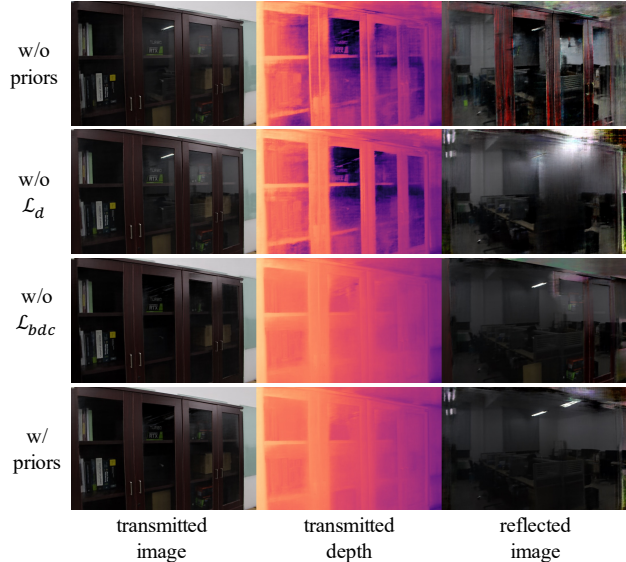 w/o
priors
w/o
ℒ_d
w/o
ℒ_bdc
w/
priors
transmitted transmitted reflected
image depth image